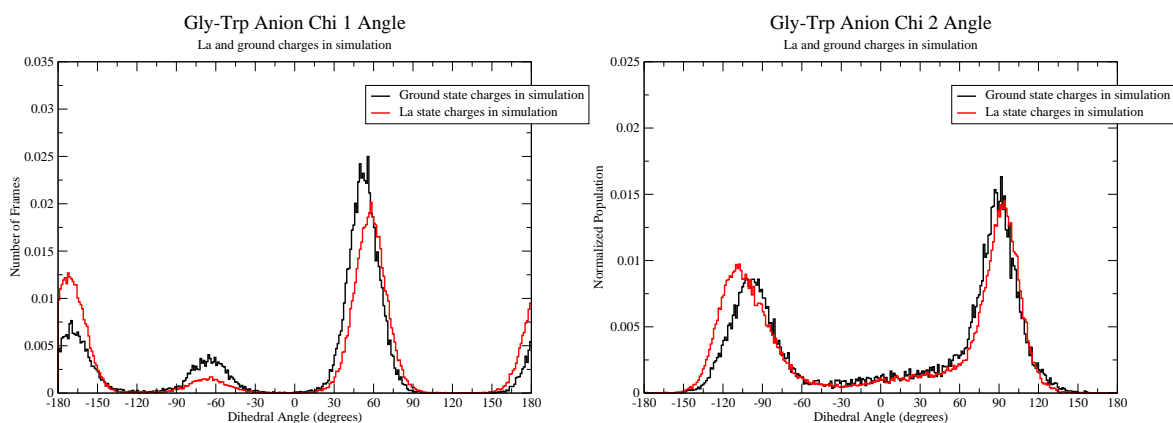 Gly-Trp Anion Chi 1 Angle
La and ground charges in simulation
0.035
0.03
0.025
0.02
0.015
0.01
0.005
0
Number of Frames
Ground state charges in simulation
La state charges in simulation
-180 -150 -120 -90 -60 -30 0 30 60 90 120 150 180
Dihedral Angle (degrees)
Gly-Trp Anion Chi 2 Angle
La and ground charges in simulation
0.025
0.02
0.015
0.01
0.005
0
Normalized Population
Ground state charges in simulation
La state charges in simulation
-180 -150 -120 -90 -60 -30 0 30 60 90 120 150 180
Dihedral Angle (degrees)